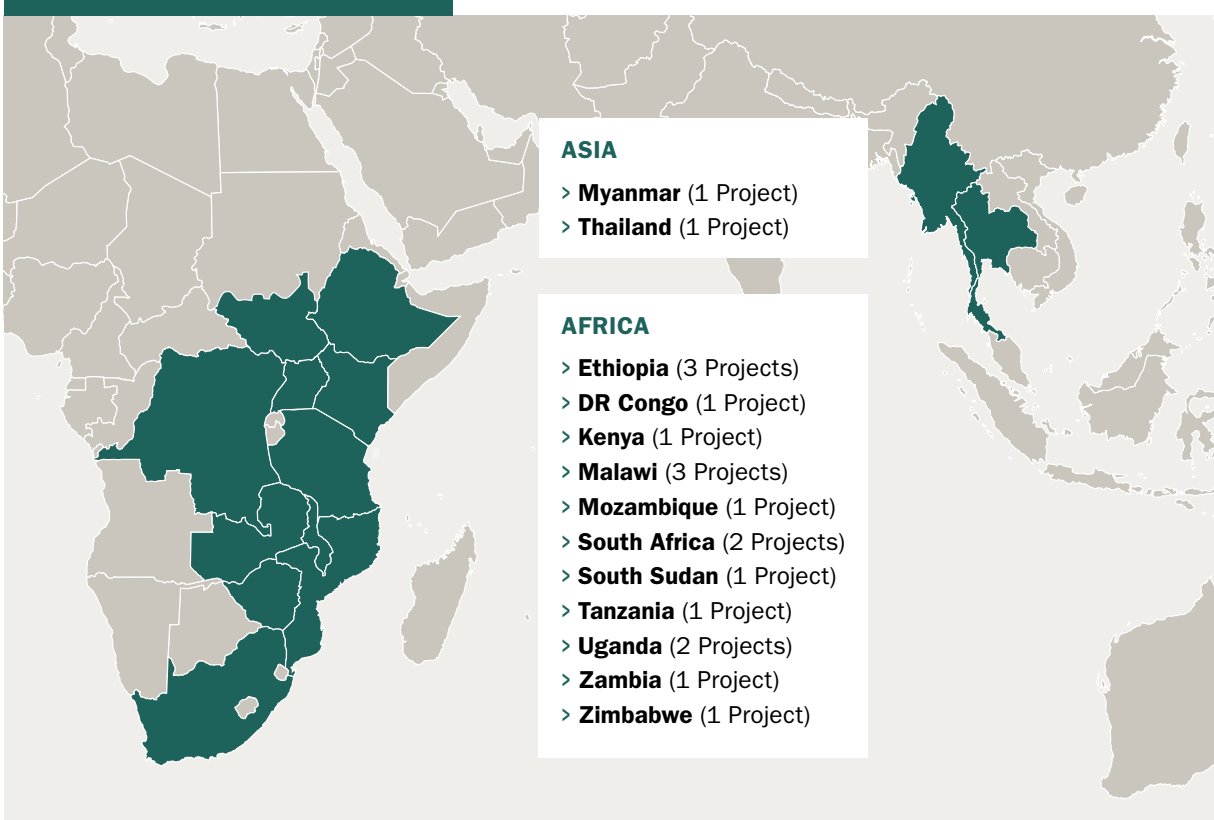 ASIA
> Myanmar (1 Project)
> Thailand (1 Project)
AFRICA
> Ethiopia (3 Projects)
> DR Congo (1 Project)
> Kenya (1 Project)
> Malawi (3 Projects)
> Mozambique (1 Project)
> South Africa (2 Projects)
> South Sudan (1 Project)
> Tanzania (1 Project)
> Uganda (2 Projects)
> Zambia (1 Project)
> Zimbabwe (1 Project)